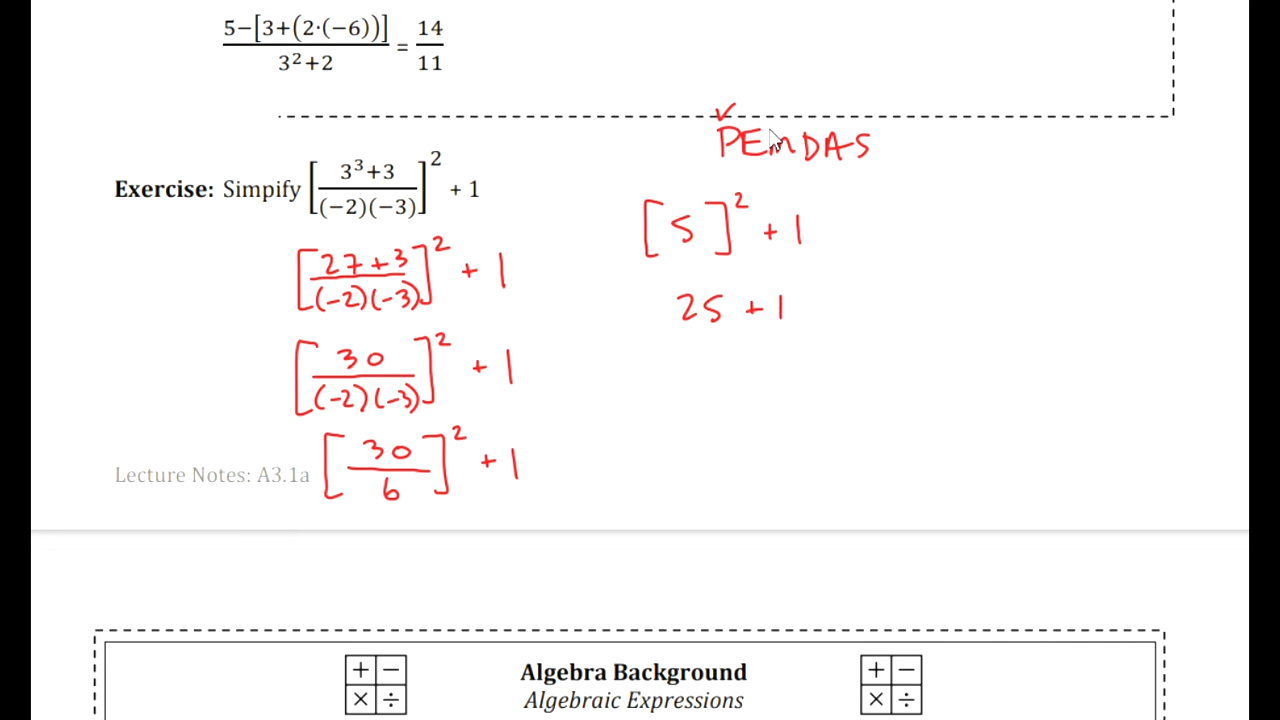 5−[3+(2·(−6))] / 3²+2 = 14/11
✓
PEMDAS
Exercise: Simpify [3³+3 / (−2)(−3)]² + 1
[27+3 / (-2)(-3)]² + 1
[30 / (-2)(-3)]² + 1
[30 / 6]² + 1
[5]² + 1
25 + 1
Lecture Notes: A3.1a
+ −
× ÷
Algebra Background
Algebraic Expressions
+ −
× ÷